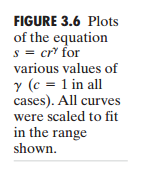 FIGURE 3.6 Plots
of the equation
s = crᵞ for
various values of
γ (c = 1 in all
cases). All curves
were scaled to fit
in the range
shown.